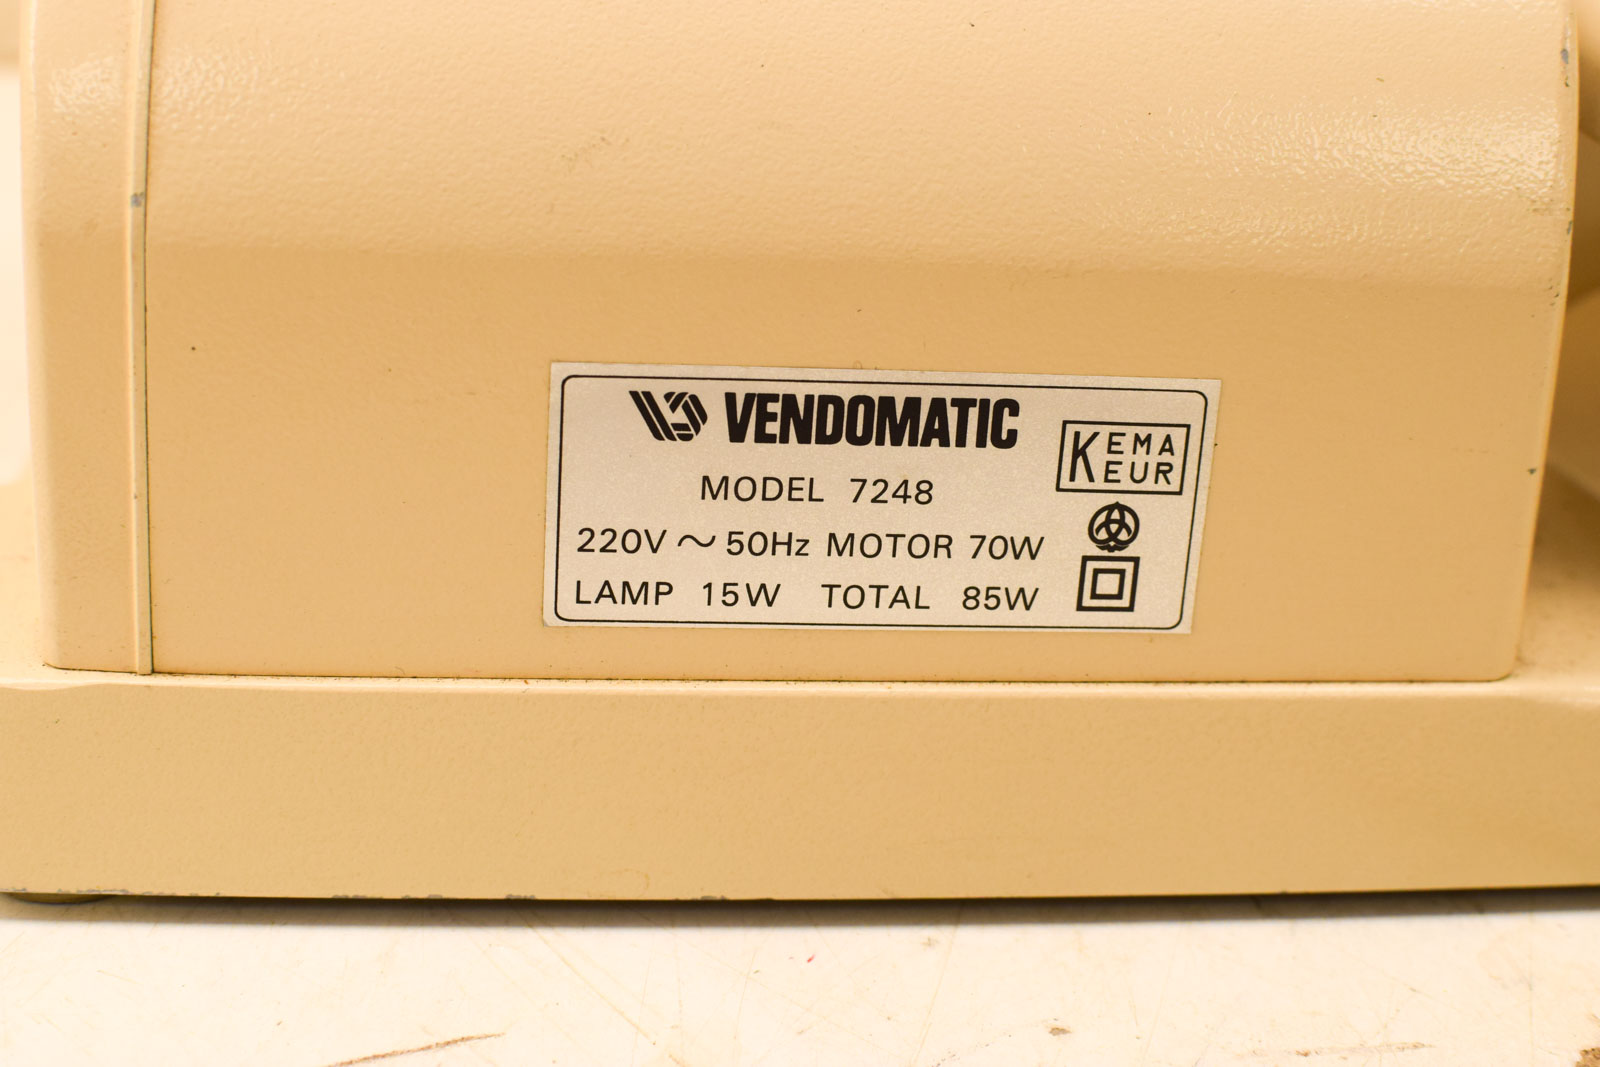 VENDOMATIC
KEMA
KEUR
MODEL 7248
220V ~ 50Hz MOTOR 70W
LAMP 15W TOTAL 85W